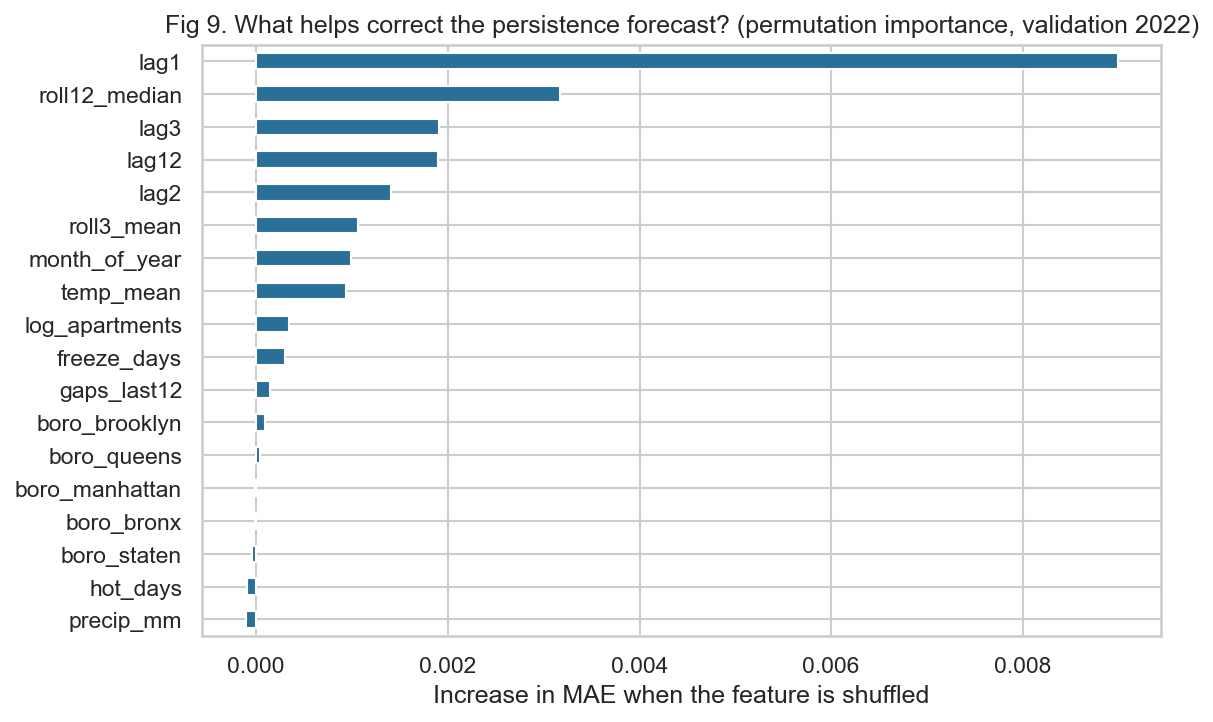 Fig 9. What helps correct the persistence forecast? (permutation importance, validation 2022)
lag1
roll12_median
lag3
lag12
lag2
roll3_mean
month_of_year
temp_mean
log_apartments
freeze_days
gaps_last12
boro_brooklyn
boro_queens
boro_manhattan
boro_bronx
boro_staten
hot_days
precip_mm
0.000 0.002 0.004 0.006 0.008
Increase in MAE when the feature is shuffled